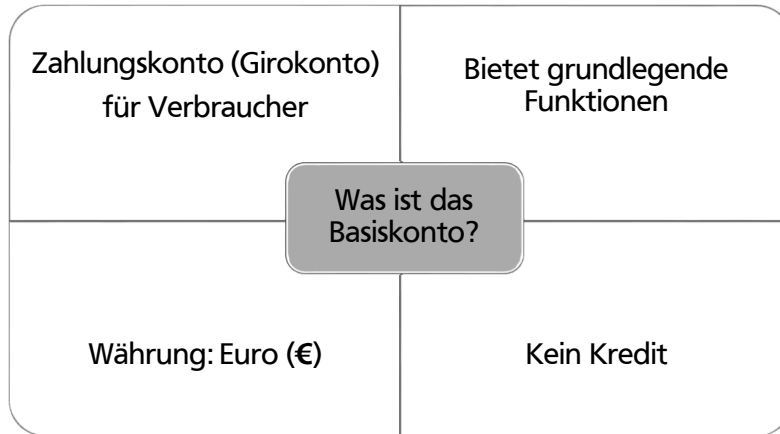 Zahlungskonto (Girokonto)
für Verbraucher
Bietet grundlegende
Funktionen
Was ist das
Basiskonto?
Währung: Euro (€)
Kein Kredit